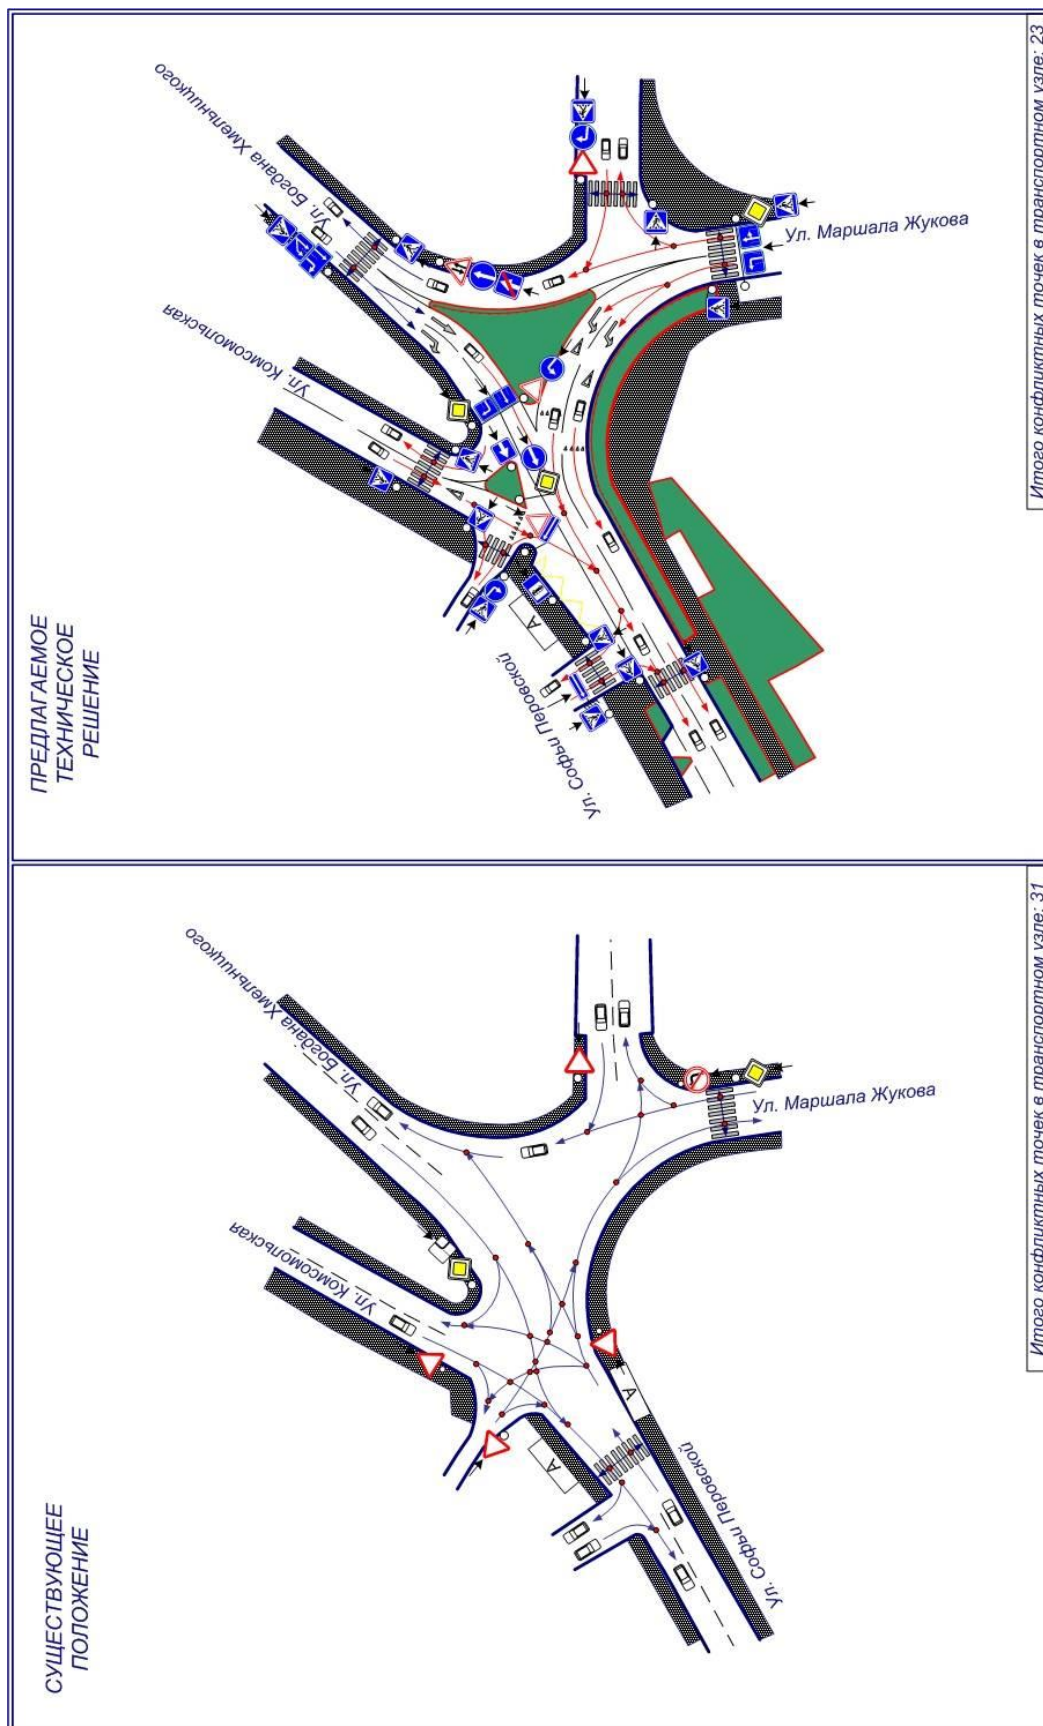 ПРЕДЛАГАЕМОЕ
ТЕХНИЧЕСКОЕ
РЕШЕНИЕ
Ул. Богдана Хмельницкого
Ул. Комсомольская
Ул. Маршала Жукова
Ул. Софьи Перовской
А
Итого конфликтных точек в транспортном узле: 23
СУЩЕСТВУЮЩЕЕ
ПОЛОЖЕНИЕ
Ул. Богдана Хмельницкого
Ул. Комсомольская
Ул. Маршала Жукова
Ул. Софьи Перовской
А
А
Итого конфликтных точек в транспортном узле: 31